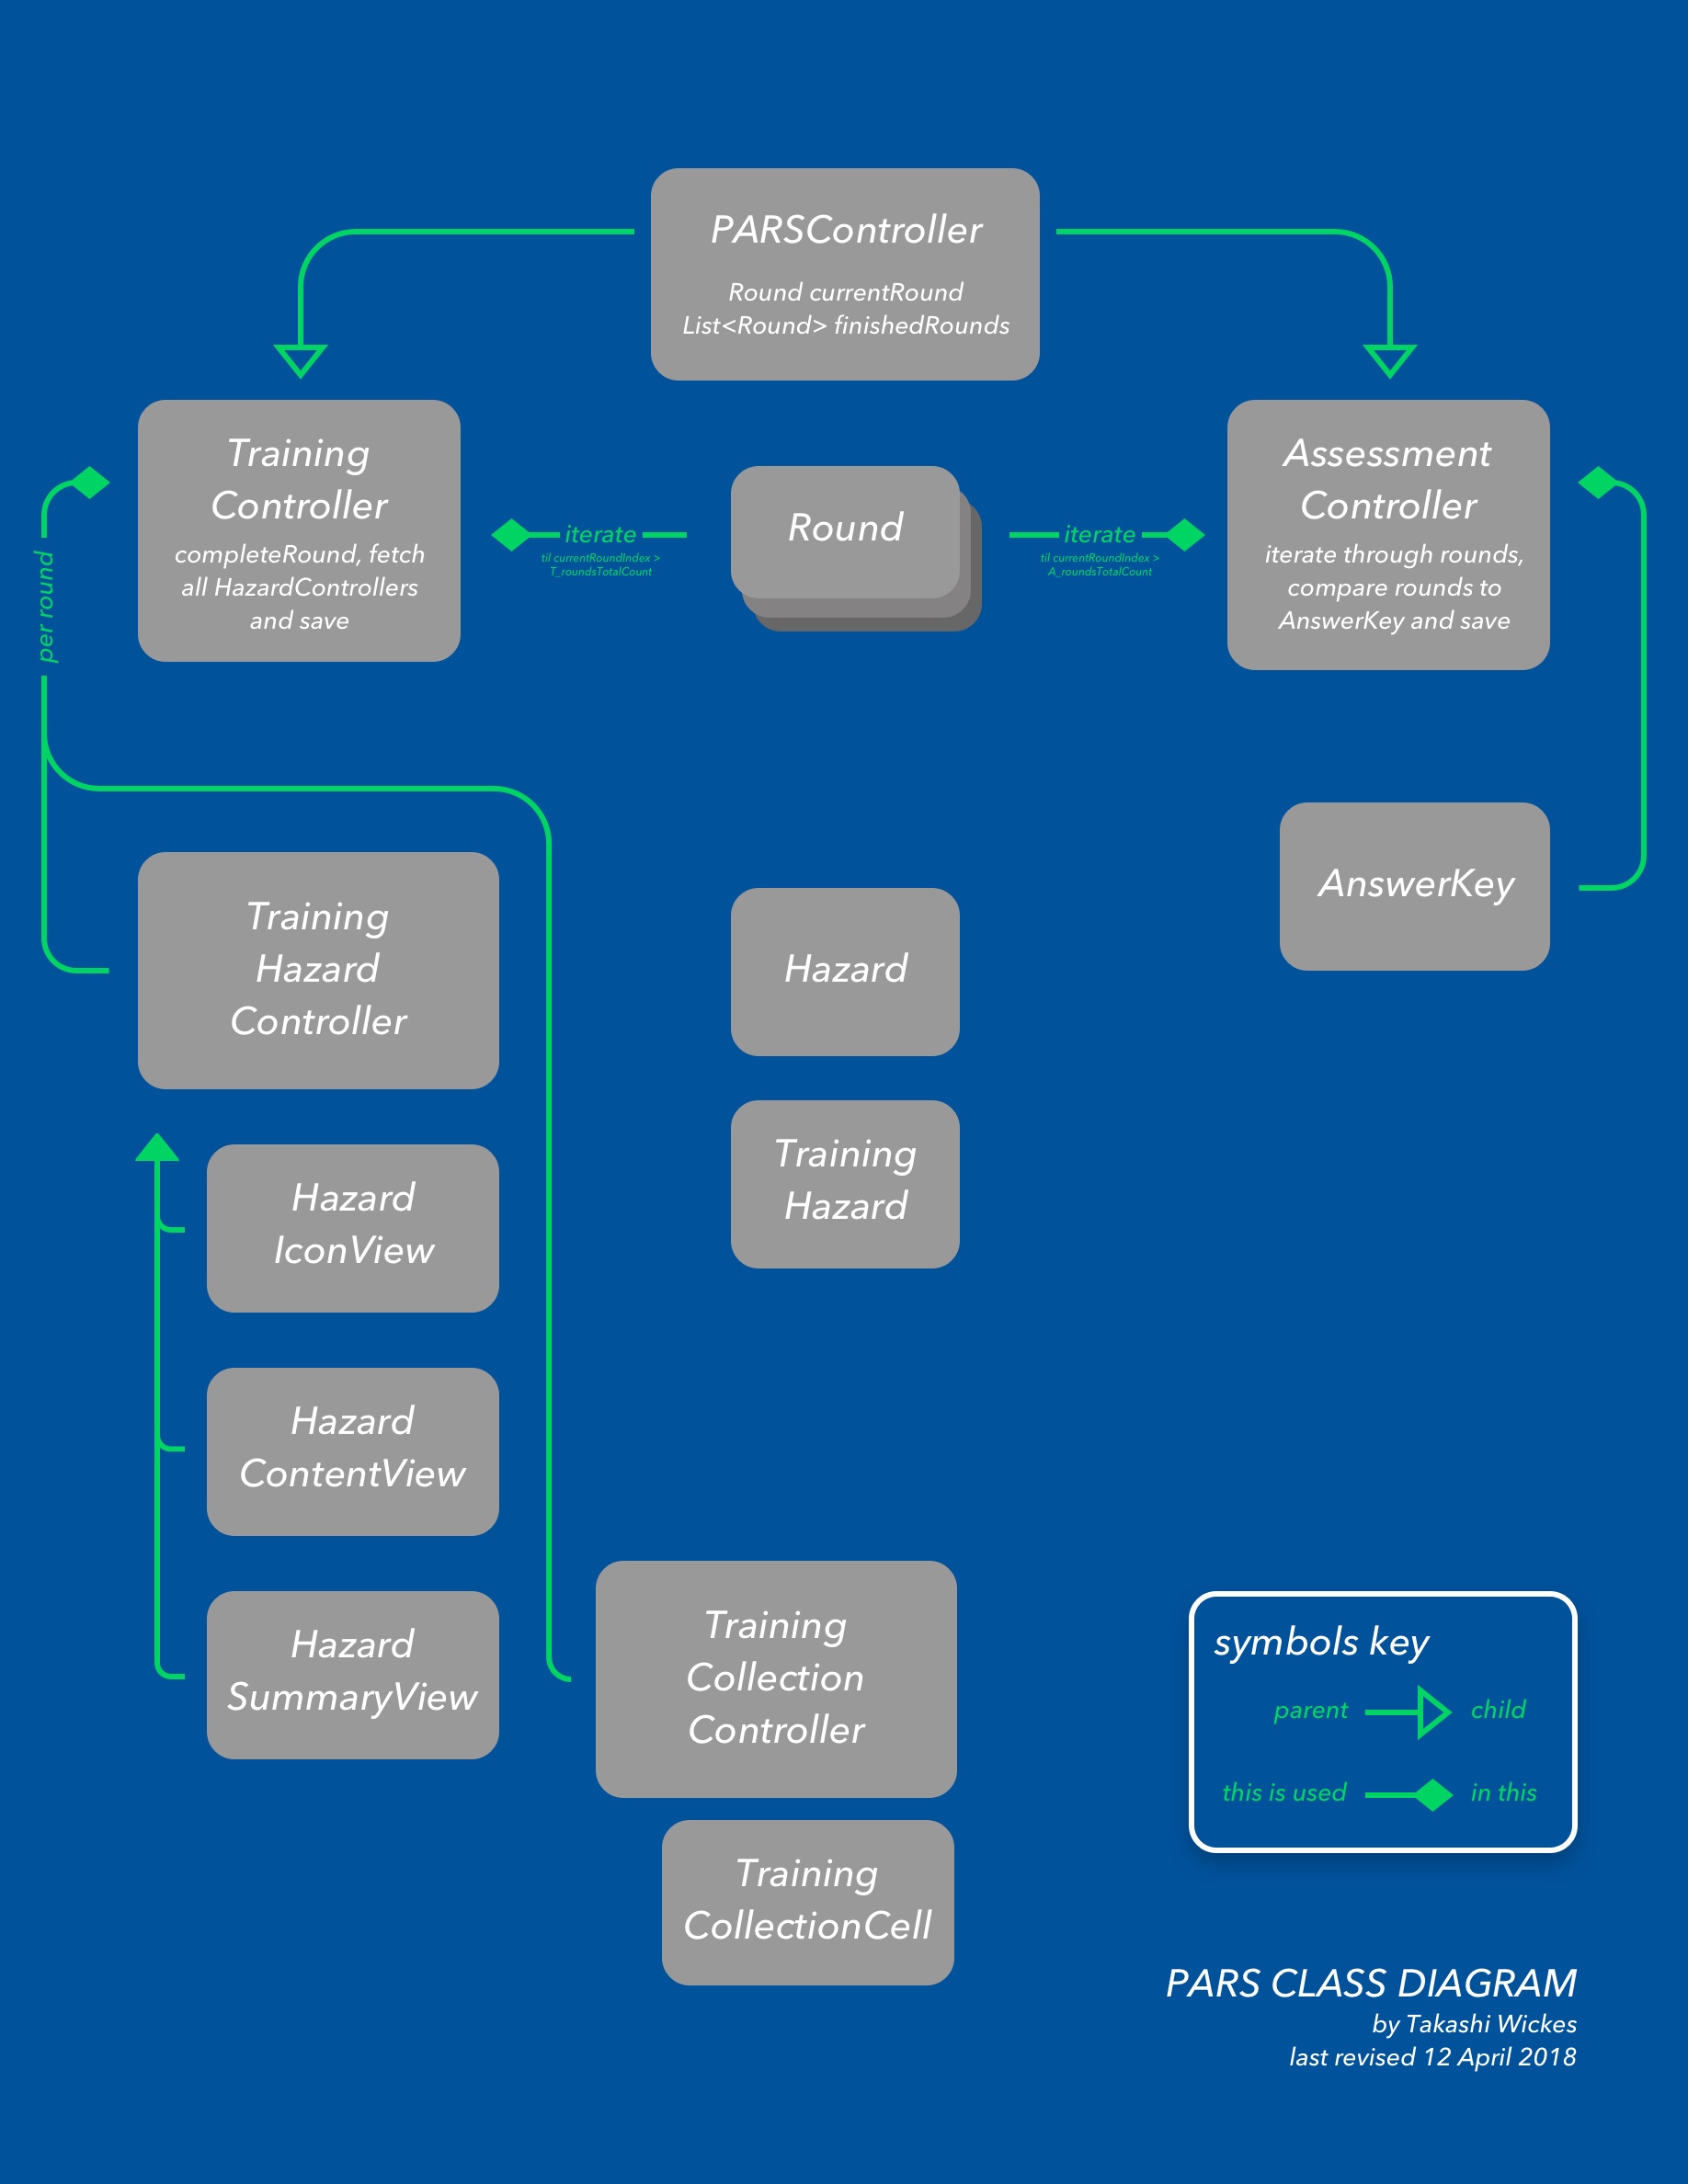 PARSController
Round currentRound
List<Round> finishedRounds
Training
Controller
completeRound, fetch
all HazardControllers
and save
iterate
til currentRoundIndex >
T_roundsTotalCount
Round
iterate
til currentRoundIndex >
A_roundsTotalCount
Assessment
Controller
iterate through rounds,
compare rounds to
AnswerKey and save
per round
Training
Hazard
Controller
Hazard
AnswerKey
Training
Hazard
Hazard
IconView
Hazard
ContentView
Hazard
SummaryView
Training
Collection
Controller
Training
CollectionCell
symbols key
parent child
this is used in this
PARS CLASS DIAGRAM
by Takashi Wickes
last revised 12 April 2018